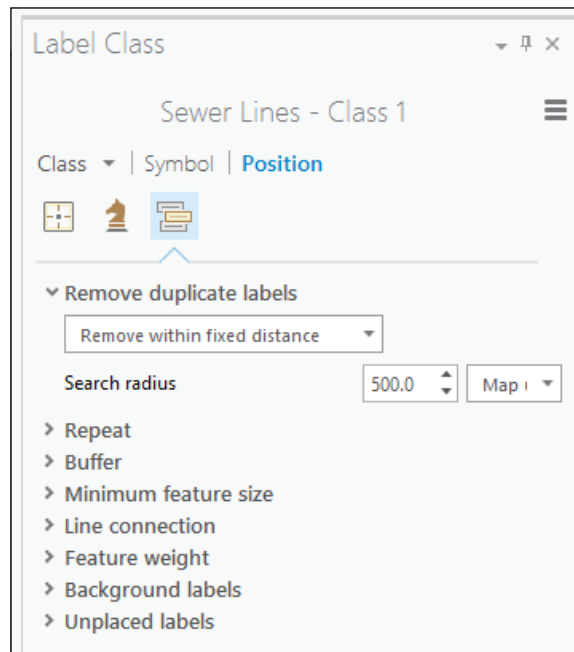 Label Class
Sewer Lines - Class 1
Class | Symbol | Position
Remove duplicate labels
Remove within fixed distance
Search radius 500.0 Map
Repeat
Buffer
Minimum feature size
Line connection
Feature weight
Background labels
Unplaced labels